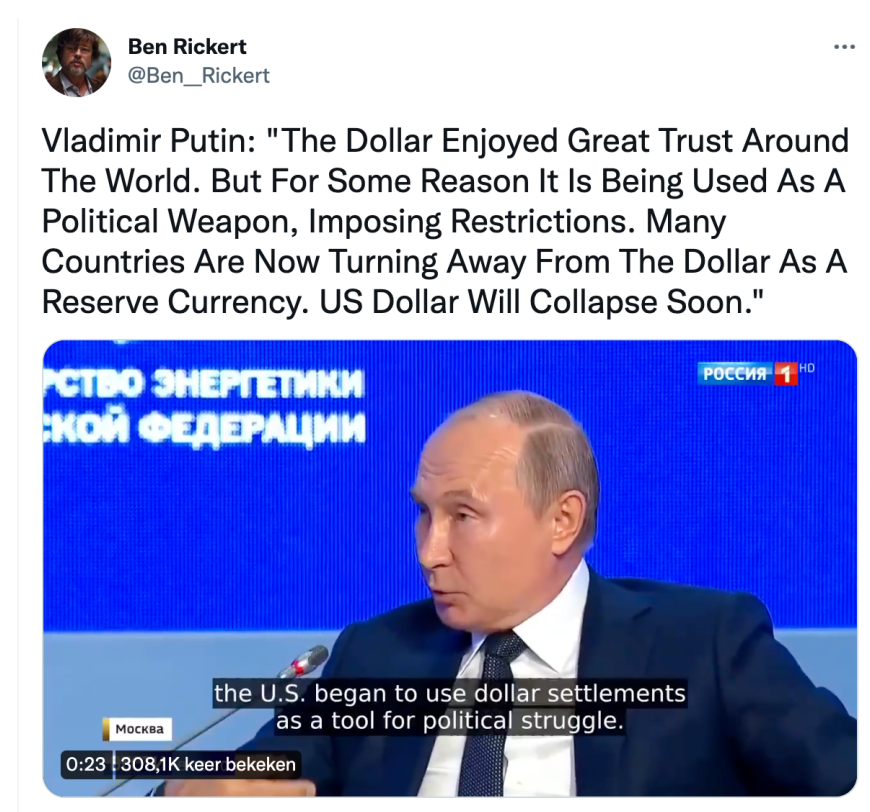 Ben Rickert
@Ben__Rickert
Vladimir Putin: "The Dollar Enjoyed Great Trust Around
The World. But For Some Reason It Is Being Used As A
Political Weapon, Imposing Restrictions. Many
Countries Are Now Turning Away From The Dollar As A
Reserve Currency. US Dollar Will Collapse Soon."
РСТВО ЭНЕРГЕТИКИ
СКОЙ ФЕДЕРАЦИИ
РОССИЯ 1 HD
the U.S. began to use dollar settlements
as a tool for political struggle.
Москва
0:23 308,1K keer bekeken